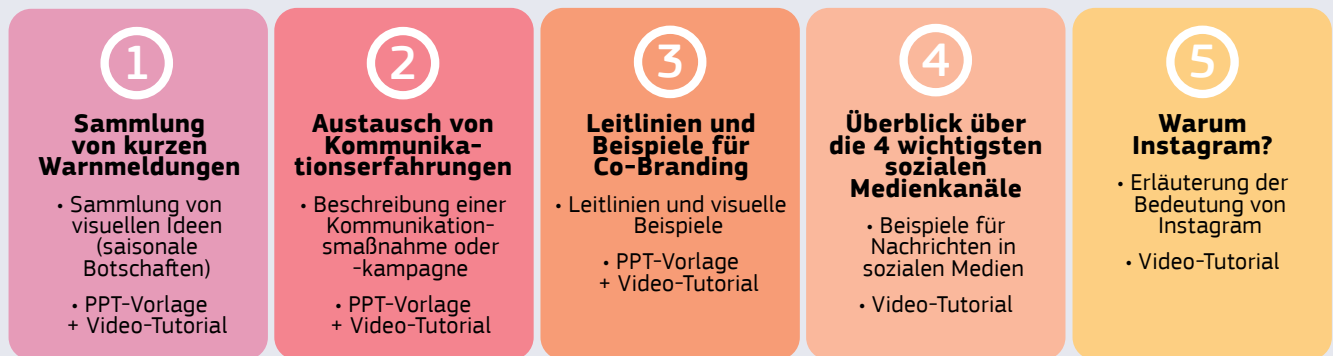 1
Sammlung
von kurzen
Warnmeldungen
• Sammlung von
visuellen Ideen
(saisonale
Botschaften)
• PPT-Vorlage
+ Video-Tutorial
2
Austausch von
Kommunika-
tionserfahrungen
• Beschreibung einer
Kommunikation-
smaßnahme oder
-kampagne
• PPT-Vorlage
+ Video-Tutorial
3
Leitlinien und
Beispiele für
Co-Branding
• Leitlinien und visuelle
Beispiele
• PPT-Vorlage
+ Video-Tutorial
4
Überblick über
die 4 wichtigsten
sozialen
Medienkanäle
• Beispiele für
Nachrichten in
sozialen Medien
• Video-Tutorial
5
Warum
Instagram?
• Erläuterung der
Bedeutung von
Instagram
• Video-Tutorial